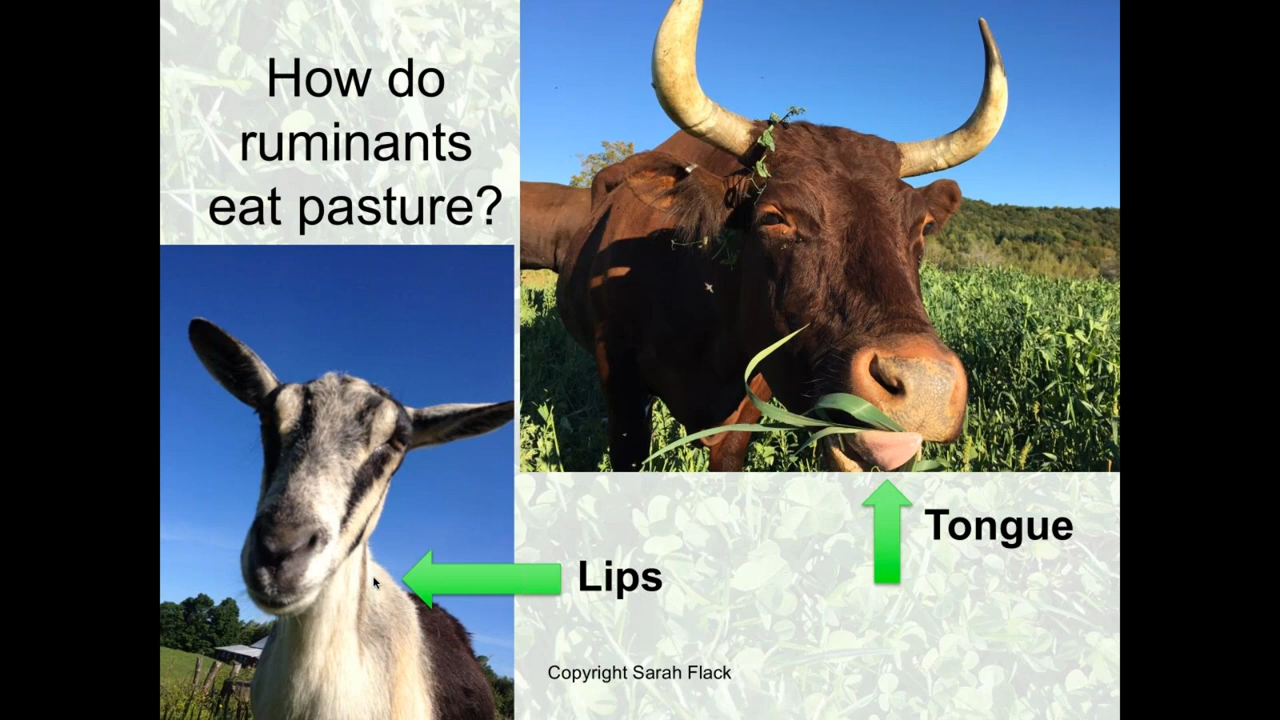 How do
ruminants
eat pasture?
Tongue
Lips
Copyright Sarah Flack